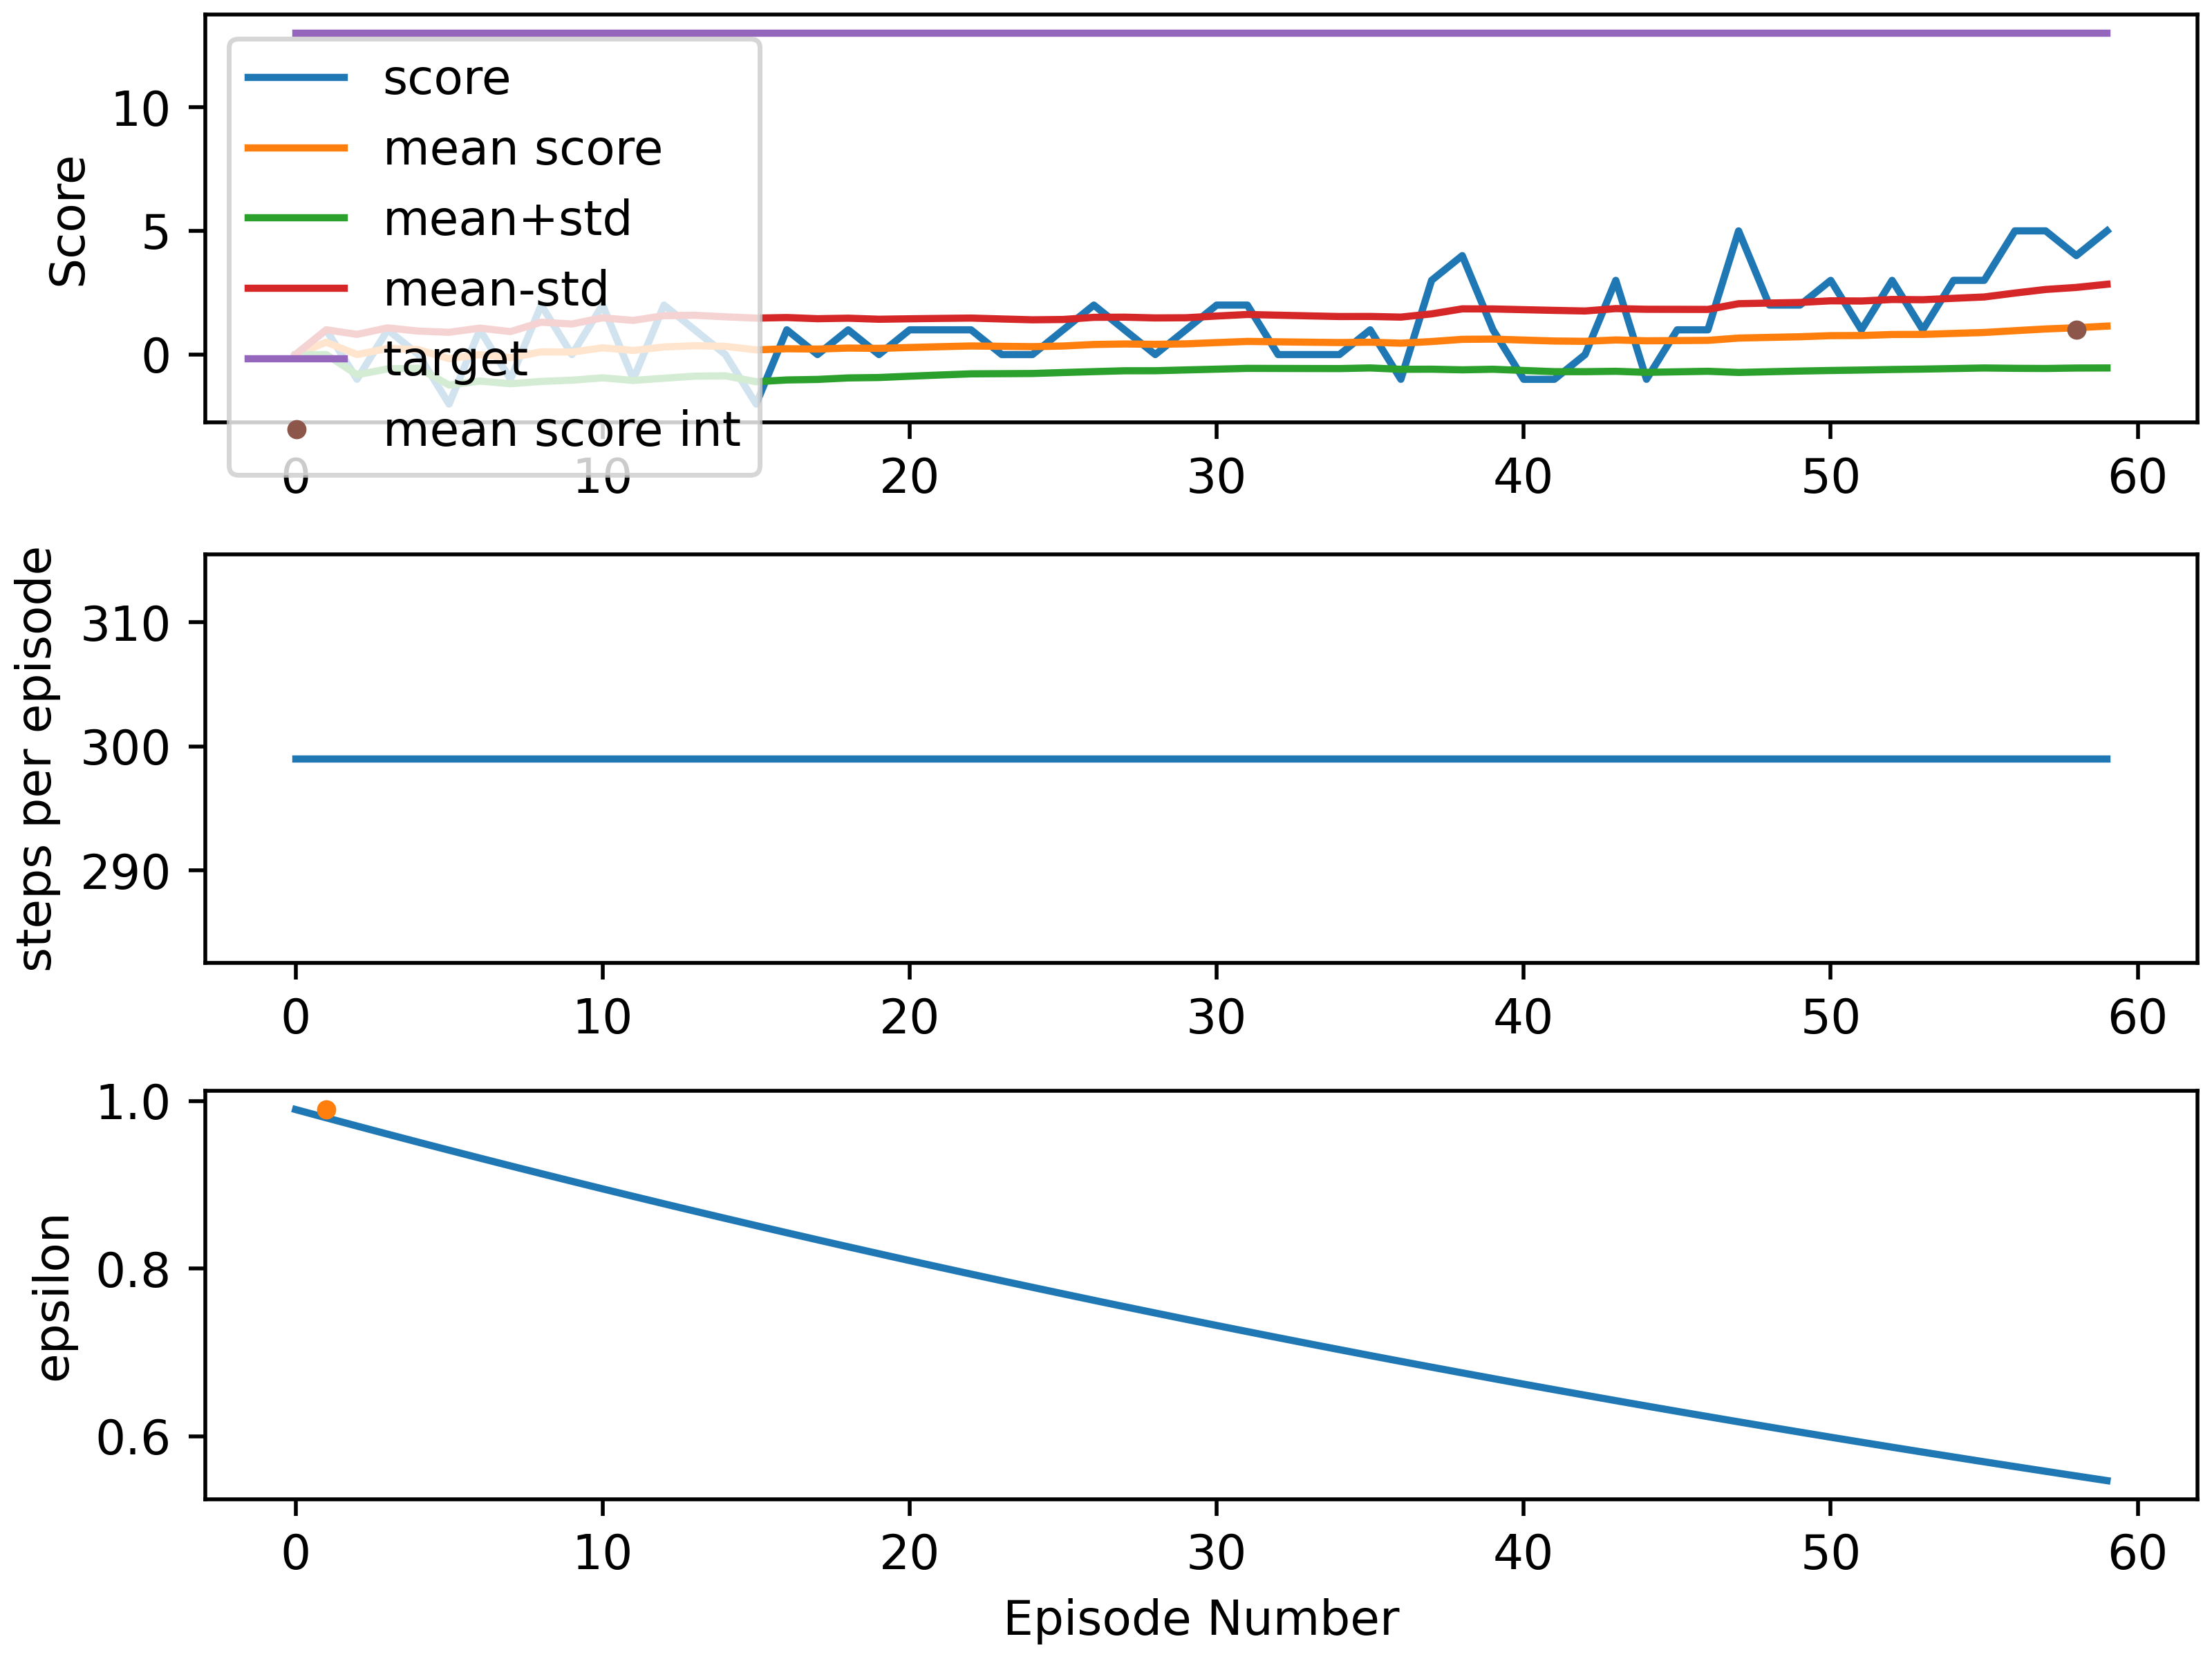 Score
10
5
0
score
mean score
mean+std
mean-std
target
mean score int
0 10 20 30 40 50 60
steps per episode
310
300
290
0 10 20 30 40 50 60
epsilon
1.0
0.8
0.6
0 10 20 30 40 50 60
Episode Number